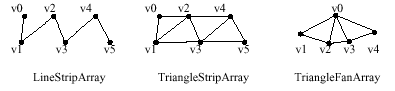 v0 v2 v4
v1 v3 v5
LineStripArray
v0 v2 v4
v1 v3 v5
TriangleStripArray
v0
v1 v2 v3 v4
TriangleFanArray